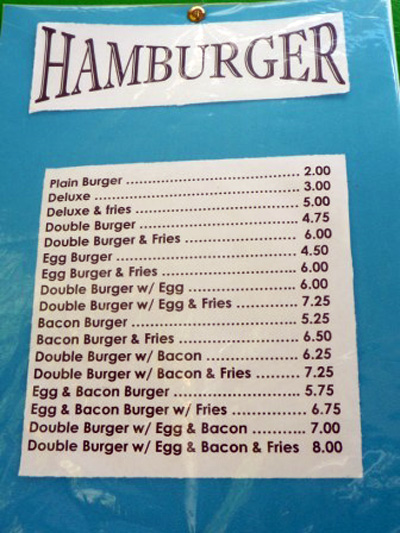 HAMBURGER
Plain Burger ................................ 2.00
Deluxe ........................................ 3.00
Deluxe & fries ............................... 5.00
Double Burger .............................. 4.75
Double Burger & Fries ..................... 6.00
Egg Burger ................................... 4.50
Egg Burger & Fries ......................... 6.00
Double Burger w/ Egg .................... 6.00
Double Burger w/ Egg & Fries ............ 7.25
Bacon Burger ............................... 5.25
Bacon Burger & Fries ...................... 6.50
Double Burger w/ Bacon ................. 6.25
Double Burger w/ Bacon & Fries ......... 7.25
Egg & Bacon Burger ....................... 5.75
Egg & Bacon Burger w/ Fries .............. 6.75
Double Burger w/ Egg & Bacon ........... 7.00
Double Burger w/ Egg & Bacon & Fries 8.00